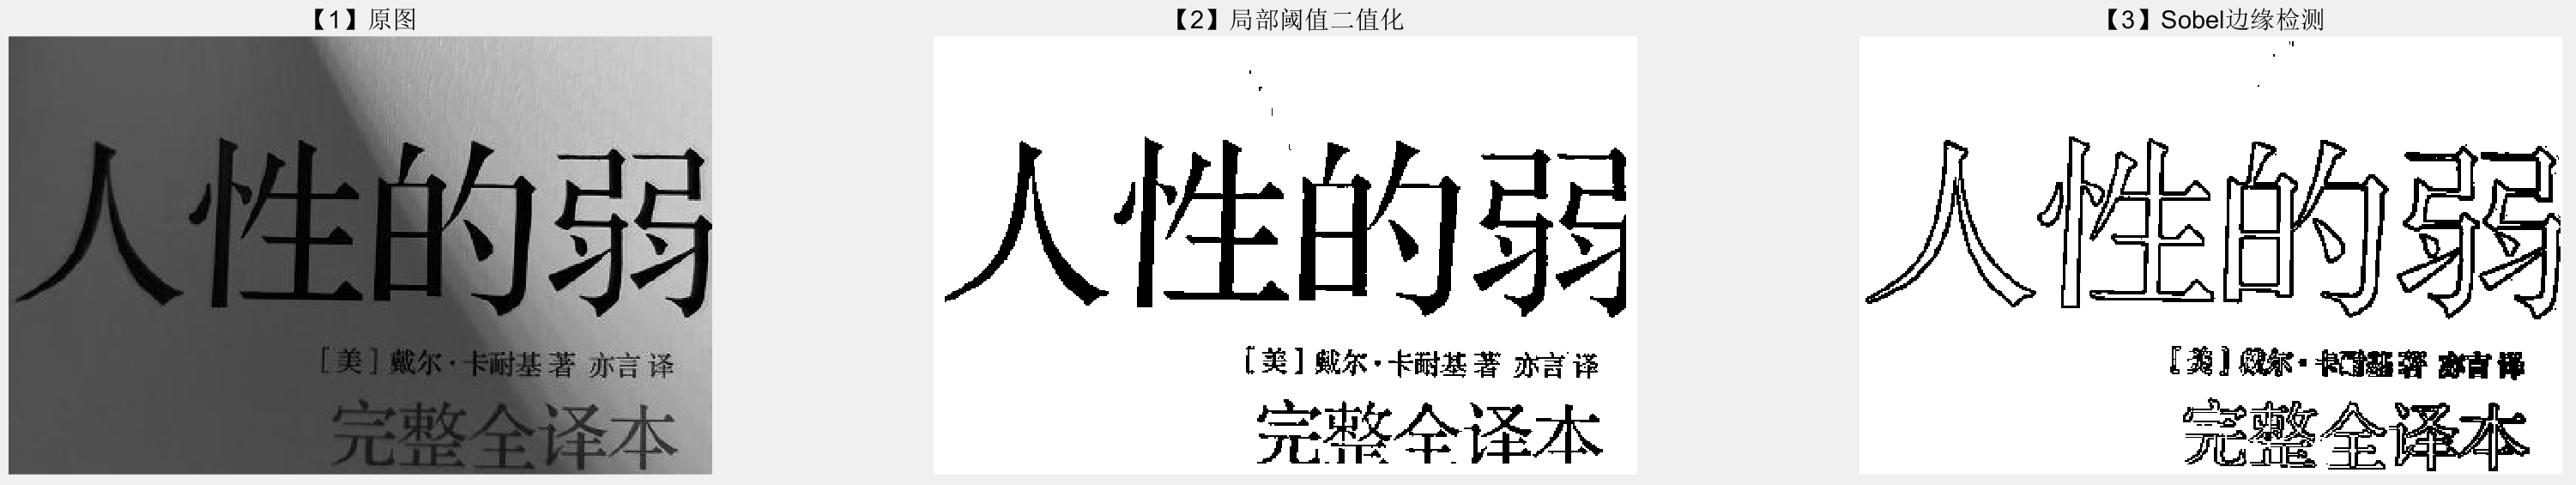 【1】原图
人性的弱
［美］戴尔·卡耐基 著 亦言 译
完整全译本
【2】局部阈值二值化
人性的弱
［美］戴尔·卡耐基 著 亦言 译
完整全译本
【3】Sobel边缘检测
人性的弱
［美］戴尔·卡耐基 著 亦言 译
完整全译本